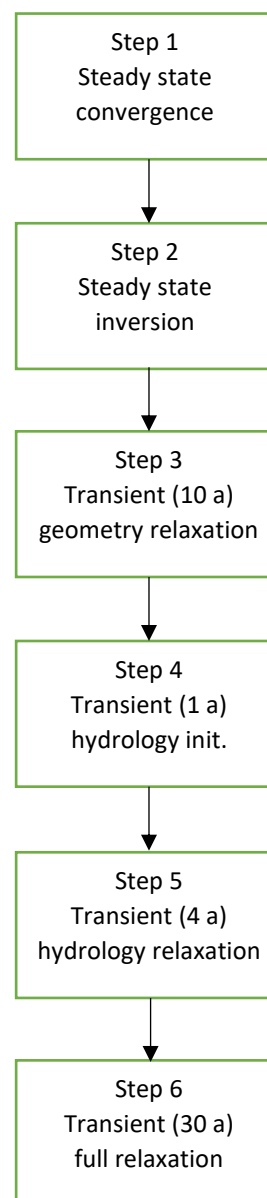 Step 1
Steady state
convergence
Step 2
Steady state
inversion
Step 3
Transient (10 a)
geometry relaxation
Step 4
Transient (1 a)
hydrology init.
Step 5
Transient (4 a)
hydrology relaxation
Step 6
Transient (30 a)
full relaxation